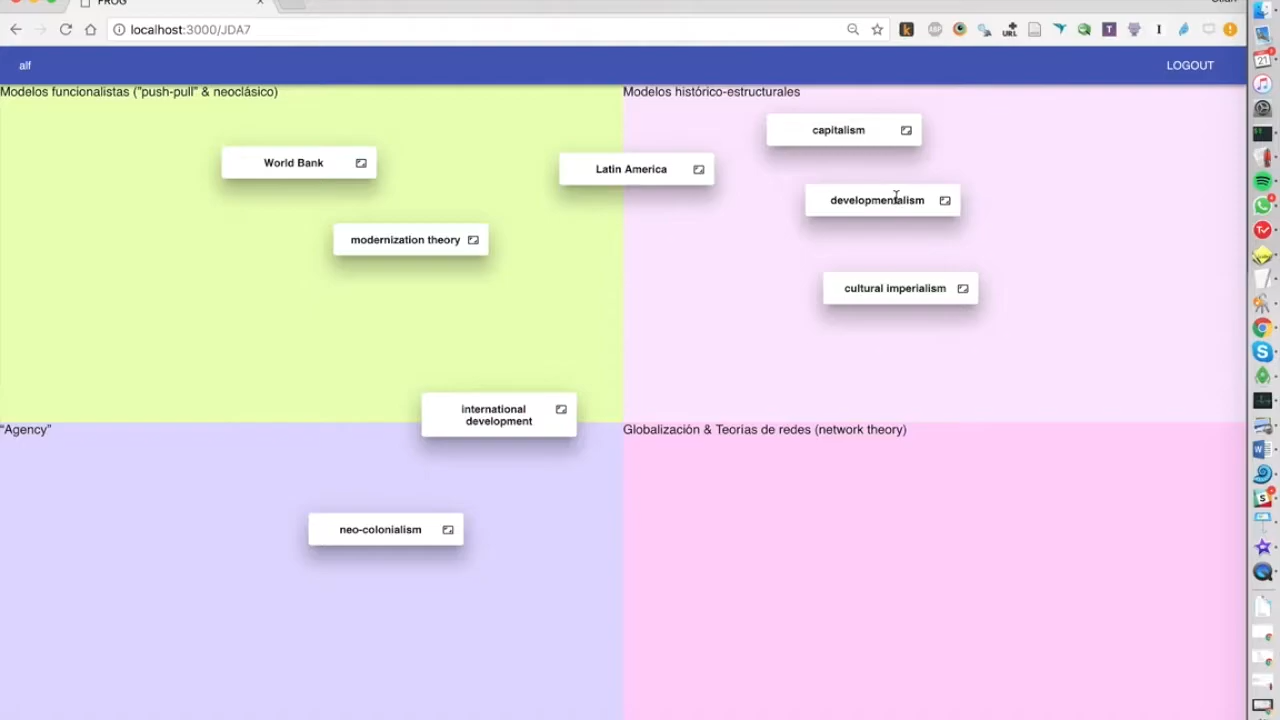 FROG
localhost:3000/JDA7
alf
LOGOUT
Modelos funcionalistas ("push-pull" & neoclásico)
Modelos histórico-estructurales
capitalism
World Bank
Latin America
developmentalism
modernization theory
cultural imperialism
international
development
"Agency"
Globalización & Teorías de redes (network theory)
neo-colonialism